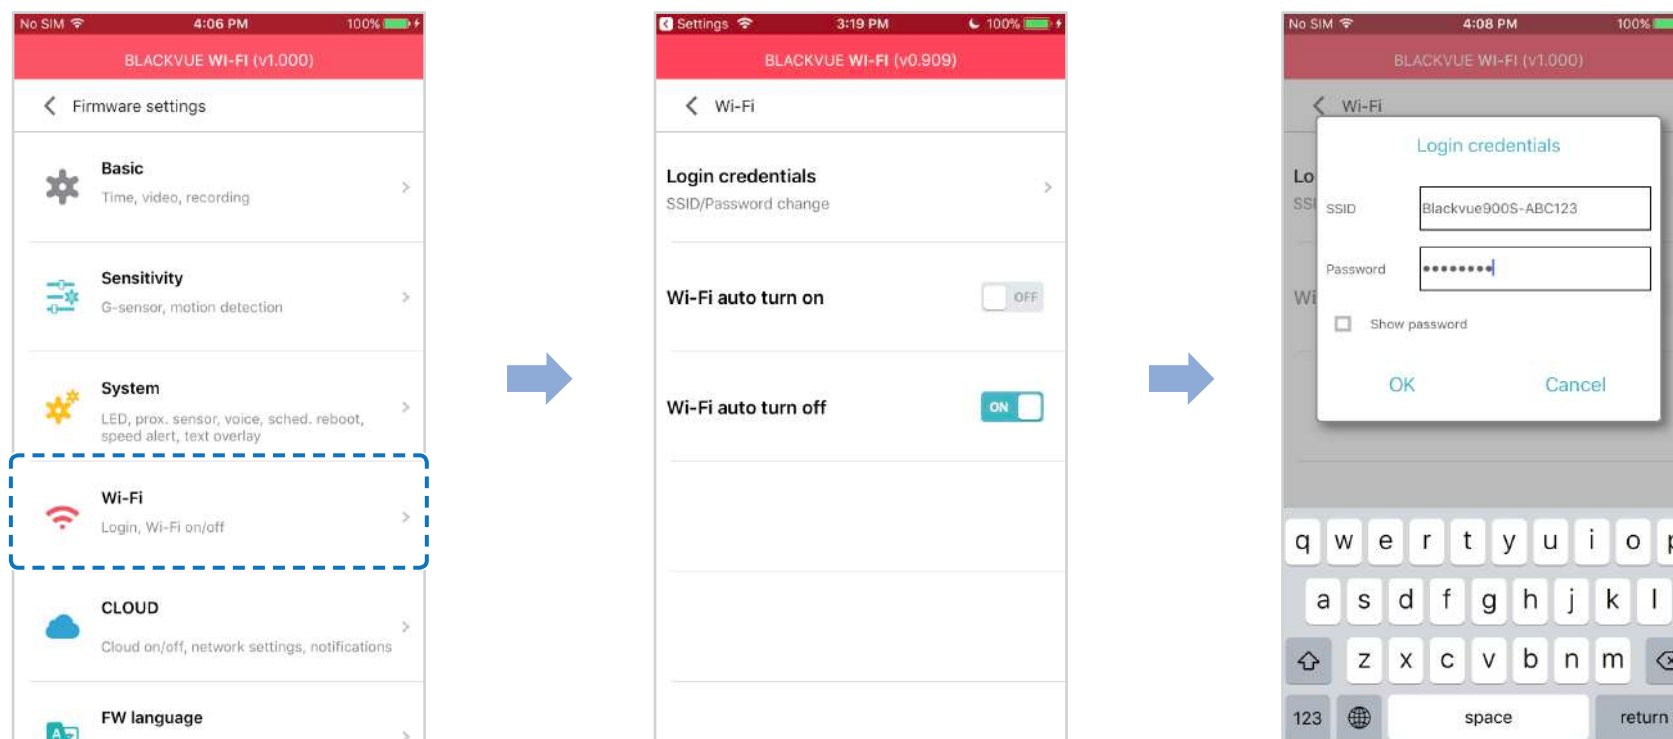 No SIM 4:06 PM 100%
BLACKVUE WI-FI (v1.000)
Firmware settings
Basic
Time, video, recording
Sensitivity
G-sensor, motion detection
System
LED, prox. sensor, voice, sched. reboot,
speed alert, text overlay
Wi-Fi
Login, Wi-Fi on/off
CLOUD
Cloud on/off, network settings, notifications
FW language
A
Settings 3:19 PM 100%
BLACKVUE WI-FI (v0.909)
Wi-Fi
Login credentials
SSID/Password change
Wi-Fi auto turn on OFF
Wi-Fi auto turn off ON
No SIM 4:08 PM 100%
BLACKVUE WI-FI (v1.000)
Wi-Fi
Lo
SS
Wi
Login credentials
SSID Blackvue900S-ABC123
Password ••••••••
Show password
OK Cancel
q w e r t y u i o p
a s d f g h j k l
z x c v b n m
123 space return